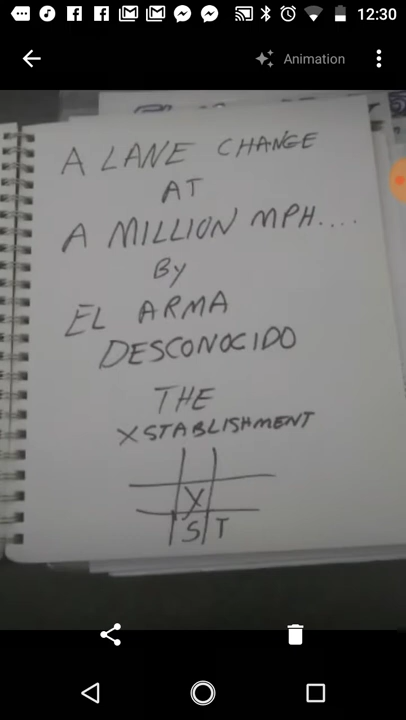 12:30
Animation
A LANE CHANGE
AT
A MILLION MPH....
By
EL ARMA
DESCONOCIDO
THE
XSTABLISHMENT
X
S T